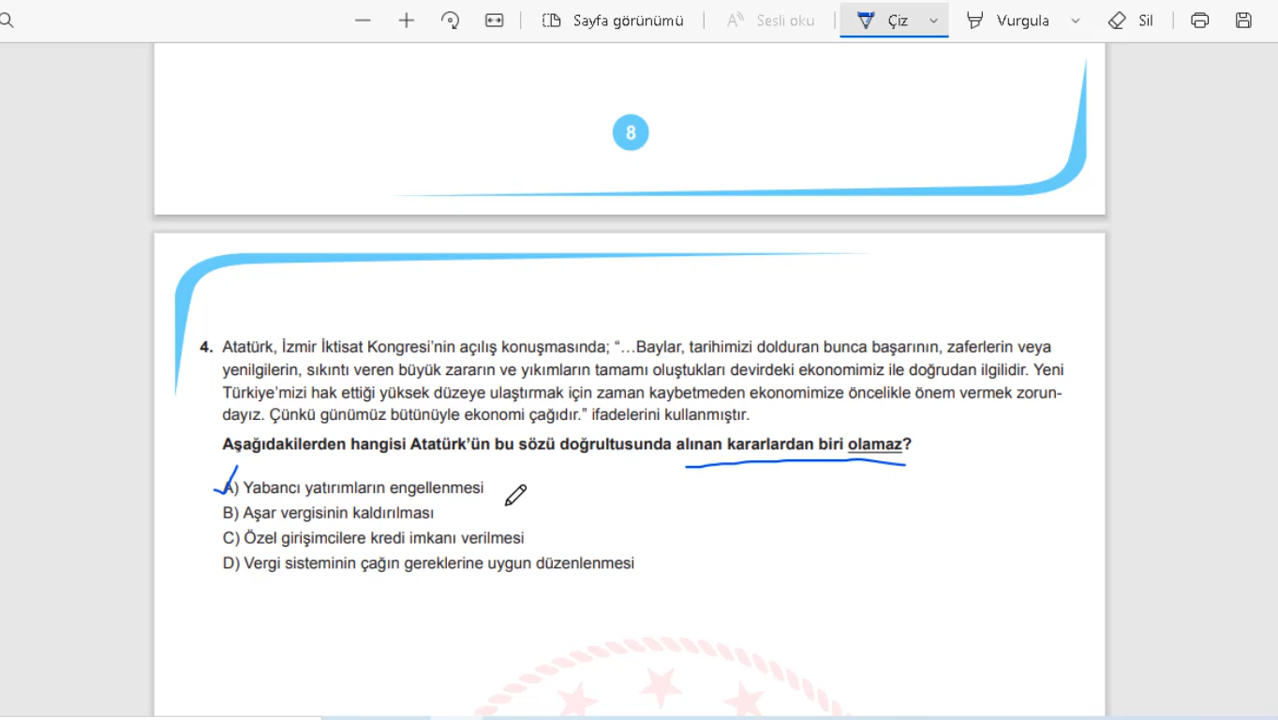 Sayfa görünümü
Sesli oku
Çiz
Vurgula
Sil
8
4. Atatürk, İzmir İktisat Kongresi’nin açılış konuşmasında; “…Baylar, tarihimizi dolduran bunca başarının, zaferlerin veya
yenilgilerin, sıkıntı veren büyük zararın ve yıkımların tamamı oluştukları devirdeki ekonomimiz ile doğrudan ilgilidir. Yeni
Türkiye’mizi hak ettiği yüksek düzeye ulaştırmak için zaman kaybetmeden ekonomimize öncelikle önem vermek zorun-
dayız. Çünkü günümüz bütünüyle ekonomi çağıdır.” ifadelerini kullanmıştır.
Aşağıdakilerden hangisi Atatürk’ün bu sözü doğrultusunda alınan kararlardan biri olamaz?
A) Yabancı yatırımların engellenmesi
B) Aşar vergisinin kaldırılması
C) Özel girişimcilere kredi imkanı verilmesi
D) Vergi sisteminin çağın gereklerine uygun düzenlenmesi